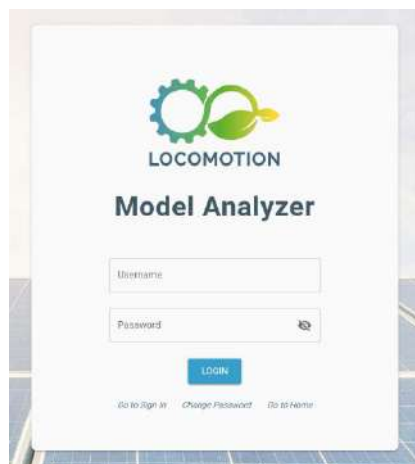 LOCOMOTION
Model Analyzer
Username
Password
LOGIN
Go to Sign in Change Password Go to Home